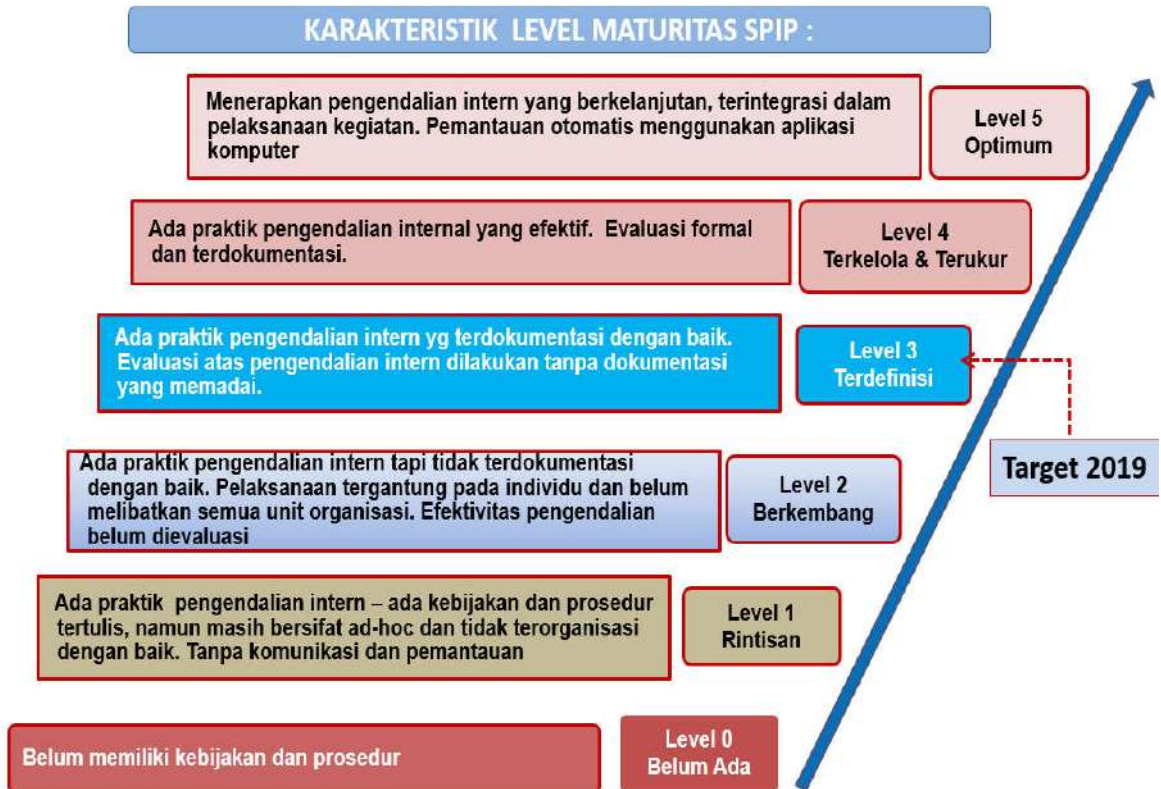 KARAKTERISTIK LEVEL MATURITAS SPIP :
Menerapkan pengendalian intern yang berkelanjutan, terintegrasi dalam
pelaksanaan kegiatan. Pemantauan otomatis menggunakan aplikasi
komputer
Level 5
Optimum
Ada praktik pengendalian internal yang efektif. Evaluasi formal
dan terdokumentasi.
Level 4
Terkelola & Terukur
Ada praktik pengendalian intern yg terdokumentasi dengan baik.
Evaluasi atas pengendalian intern dilakukan tanpa dokumentasi
yang memadai.
Level 3
Terdefinisi
Target 2019
Ada praktik pengendalian intern tapi tidak terdokumentasi
dengan baik. Pelaksanaan tergantung pada individu dan belum
melibatkan semua unit organisasi. Efektivitas pengendalian
belum dievaluasi
Level 2
Berkembang
Ada praktik pengendalian intern – ada kebijakan dan prosedur
tertulis, namun masih bersifat ad-hoc dan tidak terorganisasi
dengan baik. Tanpa komunikasi dan pemantauan
Level 1
Rintisan
Belum memiliki kebijakan dan prosedur
Level 0
Belum Ada